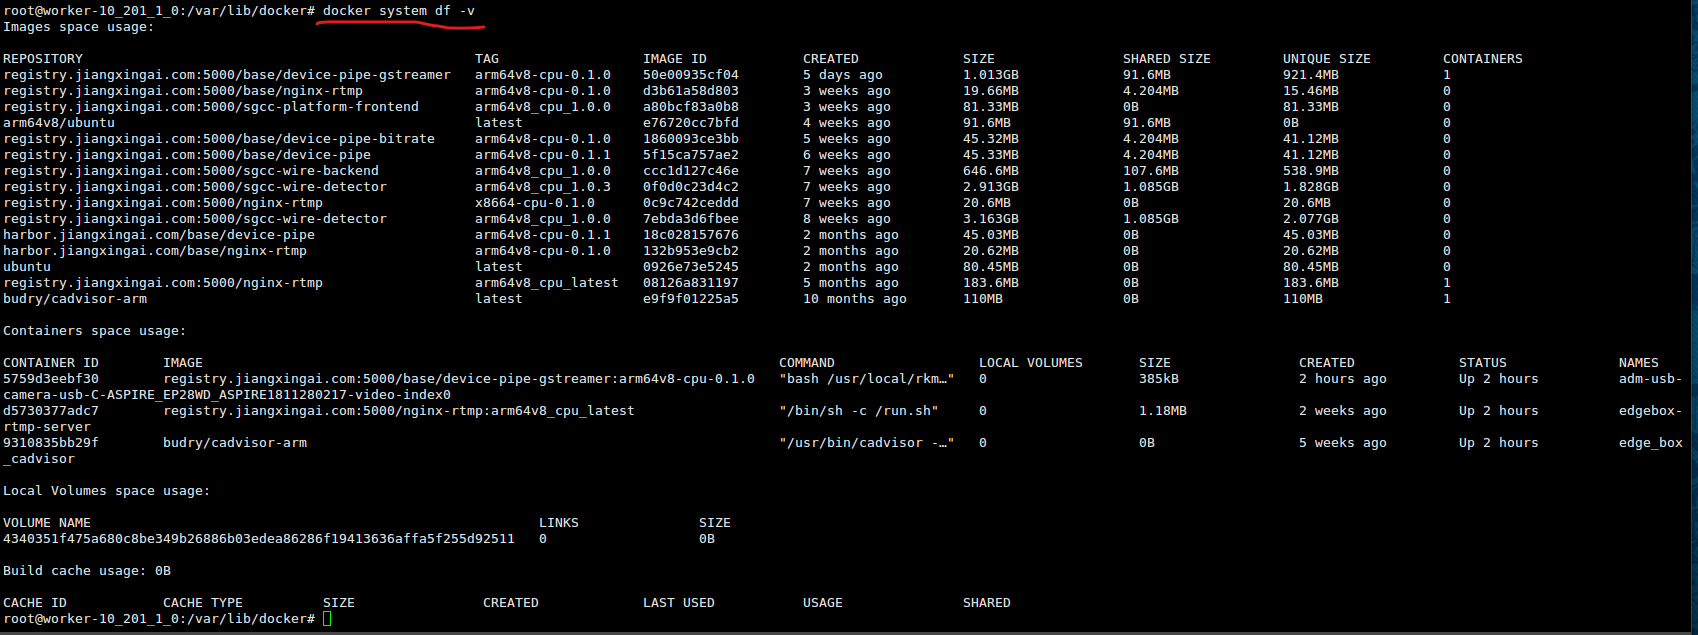 root@worker-10_201_1_0:/var/lib/docker# docker system df -v
Images space usage:
REPOSITORY TAG IMAGE ID CREATED SIZE SHARED SIZE UNIQUE SIZE CONTAINERS
registry.jiangxingai.com:5000/base/device-pipe-gstreamer arm64v8-cpu-0.1.0 50e00935cf04 5 days ago 1.013GB 91.6MB 921.4MB 1
registry.jiangxingai.com:5000/base/nginx-rtmp arm64v8-cpu-0.1.0 d3b61a58d803 3 weeks ago 19.66MB 4.204MB 15.46MB 0
registry.jiangxingai.com:5000/sgcc-platform-frontend arm64v8_cpu_1.0.0 a80bcf83a0b8 3 weeks ago 81.33MB 0B 81.33MB 0
arm64v8/ubuntu latest e76720cc7bfd 4 weeks ago 91.6MB 91.6MB 0B 0
registry.jiangxingai.com:5000/base/device-pipe-bitrate arm64v8-cpu-0.1.0 1860093ce3bb 5 weeks ago 45.32MB 4.204MB 41.12MB 0
registry.jiangxingai.com:5000/base/device-pipe arm64v8-cpu-0.1.1 5f15ca757ae2 6 weeks ago 45.33MB 4.204MB 41.12MB 0
registry.jiangxingai.com:5000/sgcc-wire-backend arm64v8_cpu_1.0.0 ccc1d127c46e 7 weeks ago 646.6MB 107.6MB 538.9MB 0
registry.jiangxingai.com:5000/sgcc-wire-detector arm64v8_cpu_1.0.3 0f0d0c23d4c2 7 weeks ago 2.913GB 1.085GB 1.828GB 0
registry.jiangxingai.com:5000/nginx-rtmp x8664-cpu-0.1.0 0c9c742ceddd 7 weeks ago 20.6MB 0B 20.6MB 0
registry.jiangxingai.com:5000/sgcc-wire-detector arm64v8_cpu_1.0.0 7ebda3d6fbee 8 weeks ago 3.163GB 1.085GB 2.077GB 0
harbor.jiangxingai.com/base/device-pipe arm64v8-cpu-0.1.1 18c028157676 2 months ago 45.03MB 0B 45.03MB 0
harbor.jiangxingai.com/base/nginx-rtmp arm64v8-cpu-0.1.0 132b953e9cb2 2 months ago 20.62MB 0B 20.62MB 0
ubuntu latest 0926e73e5245 2 months ago 80.45MB 0B 80.45MB 0
registry.jiangxingai.com:5000/nginx-rtmp arm64v8_cpu_latest 08126a831197 5 months ago 183.6MB 0B 183.6MB 1
budry/cadvisor-arm latest e9f9f01225a5 10 months ago 110MB 0B 110MB 1
Containers space usage:
CONTAINER ID IMAGE COMMAND LOCAL VOLUMES SIZE CREATED STATUS NAMES
5759d3eebf30 registry.jiangxingai.com:5000/base/device-pipe-gstreamer:arm64v8-cpu-0.1.0 "bash /usr/local/rkm…" 0 385kB 2 hours ago Up 2 hours adm-usb-
camera-usb-C-ASPIRE_EP28WD_ASPIRE1811280217-video-index0
d5730377adc7 registry.jiangxingai.com:5000/nginx-rtmp:arm64v8_cpu_latest "/bin/sh -c /run.sh" 0 1.18MB 2 weeks ago Up 2 hours edgebox-
rtmp-server
9310835bb29f budry/cadvisor-arm "/usr/bin/cadvisor -…" 0 0B 5 weeks ago Up 2 hours edge_box
_cadvisor
Local Volumes space usage:
VOLUME NAME LINKS SIZE
4340351f475a680c8be349b26886b03edea86286f19413636affa5f255d92511 0 0B
Build cache usage: 0B
CACHE ID CACHE TYPE SIZE CREATED LAST USED USAGE SHARED
root@worker-10_201_1_0:/var/lib/docker#